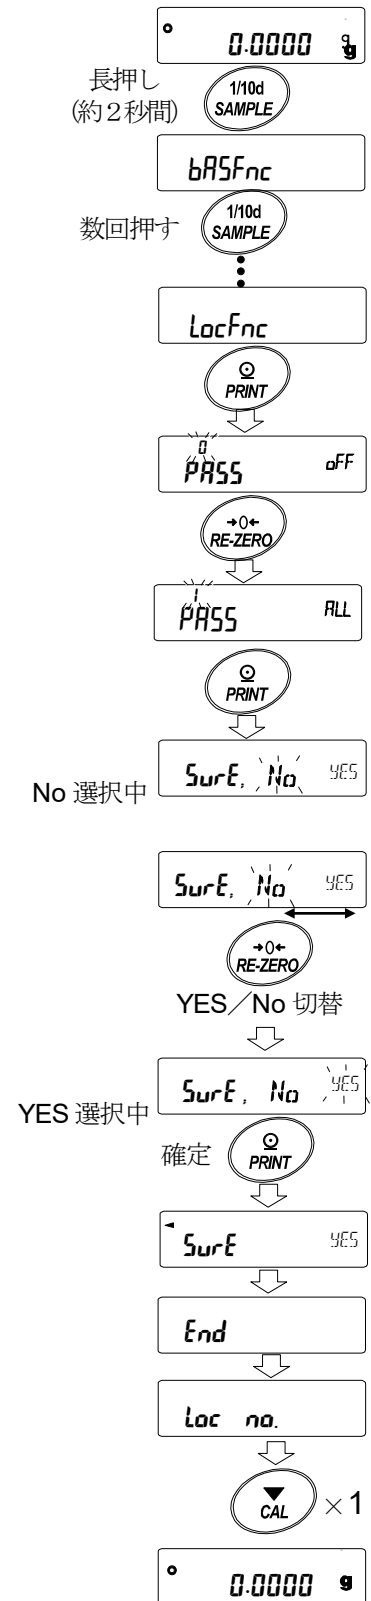 0.0000 g
長押し
(約2秒間)
1/10d
SAMPLE
bASFnc
数回押す
1/10d
SAMPLE
LocFnc
PRINT
0
PASS oFF
→0←
RE-ZERO
1
PASS ALL
PRINT
SurE, No YES
No 選択中
SurE, No YES
→0←
RE-ZERO
YES/No 切替
SurE, No YES
YES 選択中
確定
PRINT
SurE YES
End
Loc no.
CAL
×1
0.0000 g